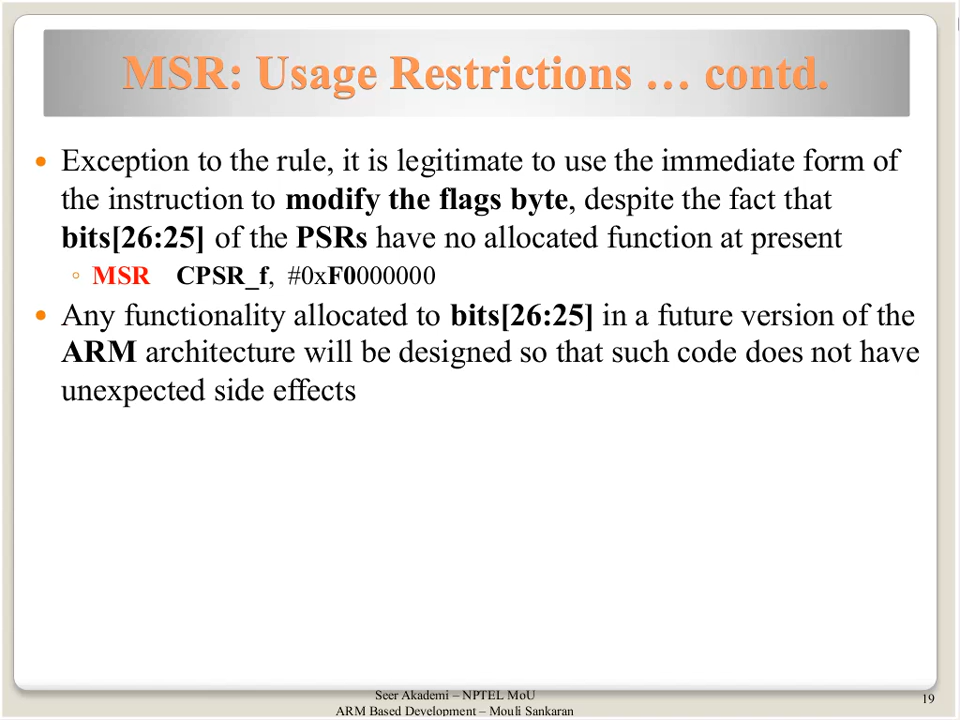 MSR: Usage Restrictions … contd.
Exception to the rule, it is legitimate to use the immediate form of
the instruction to modify the flags byte, despite the fact that
bits[26:25] of the PSRs have no allocated function at present
MSR CPSR_f, #0xF0000000
Any functionality allocated to bits[26:25] in a future version of the
ARM architecture will be designed so that such code does not have
unexpected side effects
Seer Akademi – NPTEL MoU
ARM Based Development – Mouli Sankaran
19